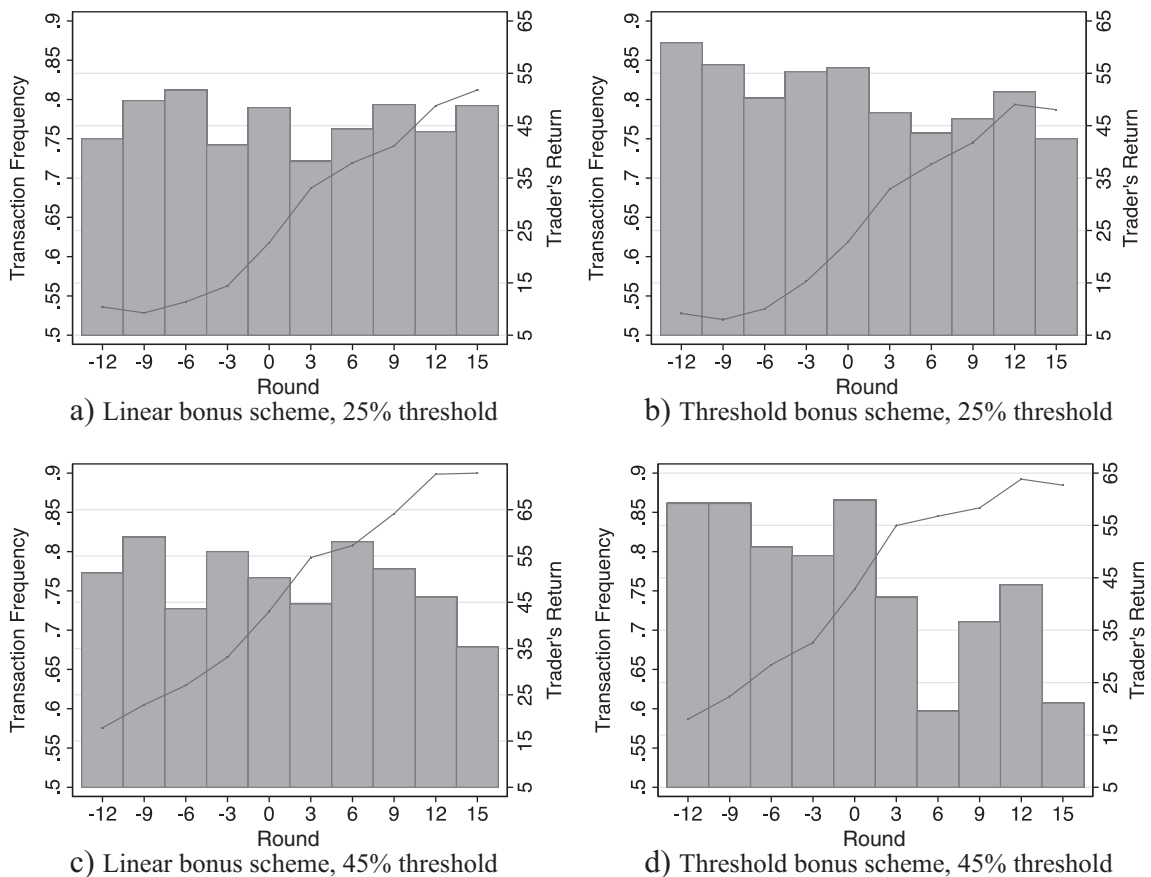 Transaction Frequency
.5 .55 .6 .65 .7 .75 .8 .85 .9
5 15 25 35 45 55 65
Trader's Return
-12 -9 -6 -3 0 3 6 9 12 15
Round
a) Linear bonus scheme, 25% threshold
Transaction Frequency
.5 .55 .6 .65 .7 .75 .8 .85 .9
5 15 25 35 45 55 65
Trader's Return
-12 -9 -6 -3 0 3 6 9 12 15
Round
b) Threshold bonus scheme, 25% threshold
Transaction Frequency
.5 .55 .6 .65 .7 .75 .8 .85 .9
5 15 25 35 45 55 65
Trader's Return
-12 -9 -6 -3 0 3 6 9 12 15
Round
c) Linear bonus scheme, 45% threshold
Transaction Frequency
.5 .55 .6 .65 .7 .75 .8 .85 .9
5 15 25 35 45 55 65
Trader's Return
-12 -9 -6 -3 0 3 6 9 12 15
Round
d) Threshold bonus scheme, 45% threshold